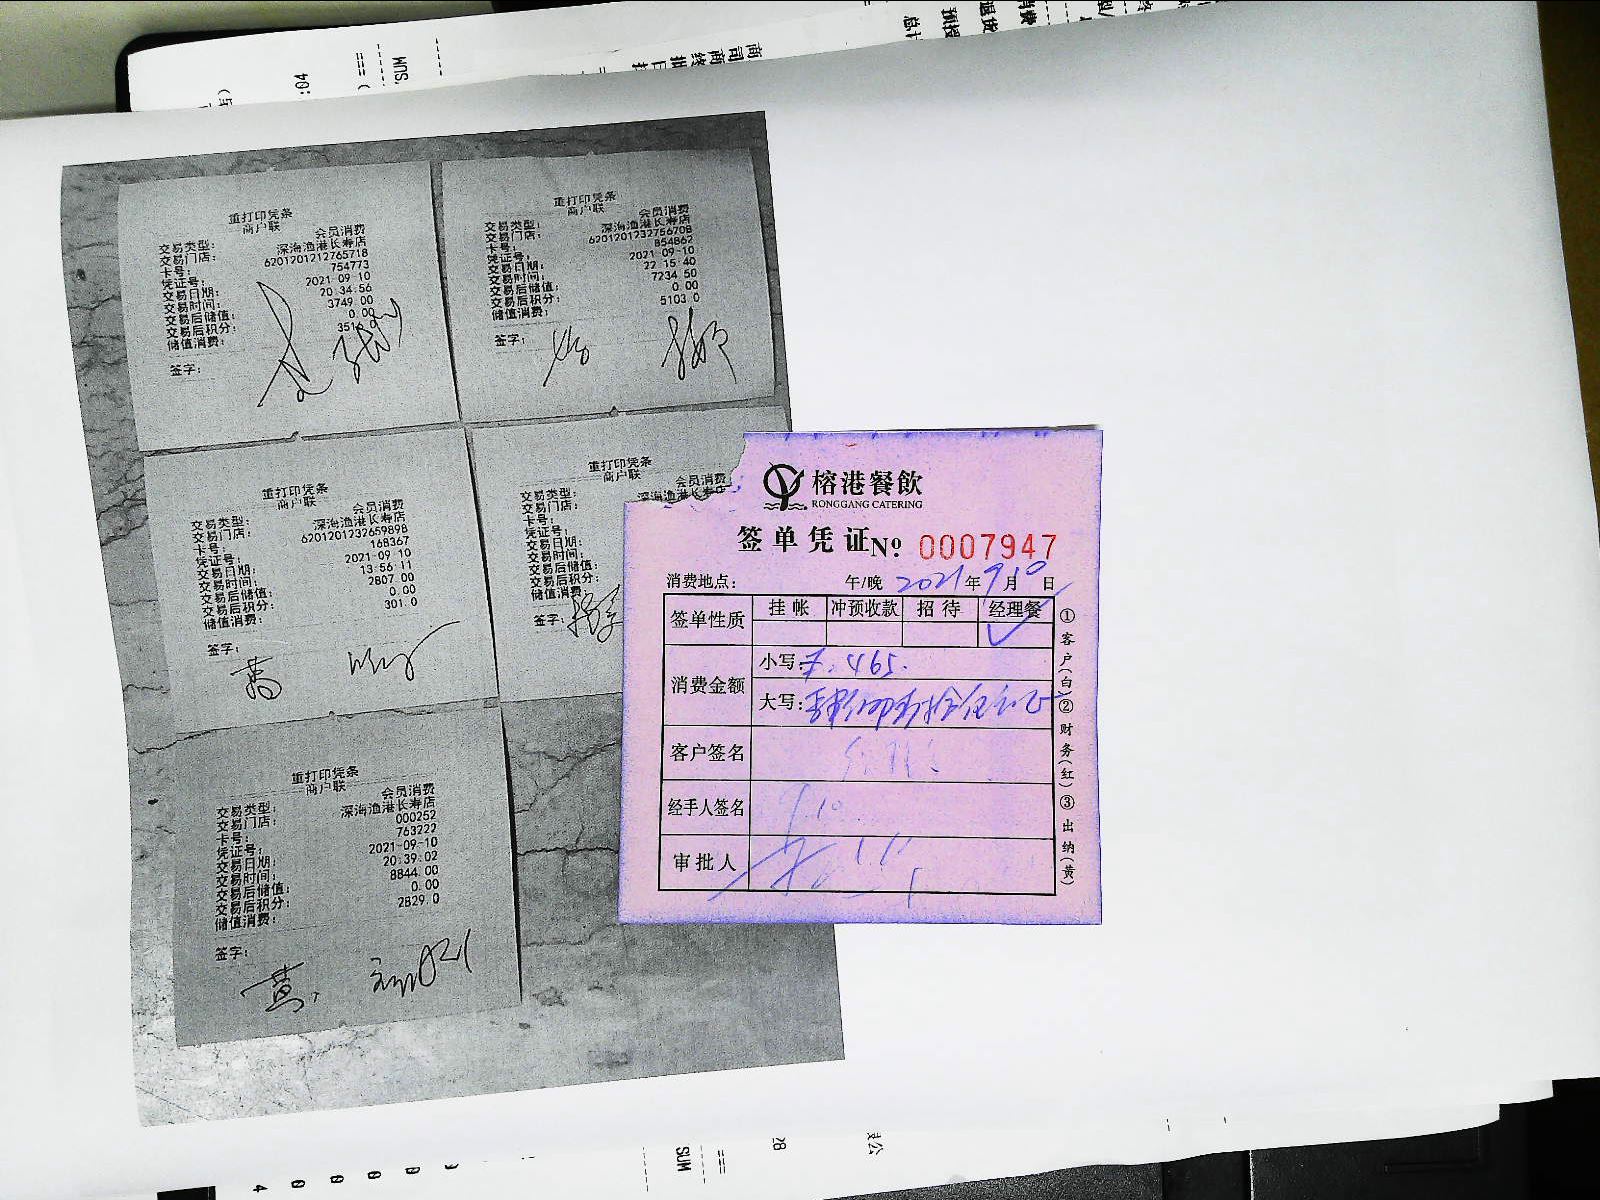 重打印凭条
商户联
交易类型: 会员消费
交易门店: 深海渔港长寿店
卡号: 6201201212765718
凭证号: 754773
交易日期: 2021-09-10
交易时间: 20:34:56
交易后储值: 3749.00
交易后积分: 0.00
储值消费:
签字:
重打印凭条
商户联
交易类型: 会员消费
交易门店: 深海渔港长寿店
卡号: 6201201232756708
凭证号: 854862
交易日期: 2021-09-10
交易时间: 22:15:40
交易后储值: 7234.50
交易后积分: 0.00
储值消费: 5103.0
签字:
重打印凭条
商户联
交易类型: 会员消费
交易门店: 深海渔港长寿店
卡号: 6201201232659898
凭证号: 168367
交易日期: 2021-09-10
交易时间: 13:56:11
交易后储值: 2807.00
交易后积分: 0.00
储值消费: 301.0
签字:
重打印凭条
商户联
交易类型: 会员消费
交易门店: 深海渔港长寿店
卡号:
凭证号:
交易日期:
交易时间:
交易后储值:
交易后积分:
储值消费:
签字:
重打印凭条
商户联
交易类型: 会员消费
交易门店: 深海渔港长寿店
卡号: 000252
凭证号: 763222
交易日期: 2021-09-10
交易时间: 20:39:02
交易后储值: 8844.00
交易后积分: 0.00
储值消费: 2829.0
签字: 黄
榕港餐飲
RONGGANG CATERING
签单凭证 № 0007947
消费地点: 午/晚 2021年9月10日
签单性质 挂帐 冲预收款 招待 经理餐
消费金额
小写: ¥:465.
大写:
客户签名
经手人签名 9.10
审批人
①客户(白)②财务(红)③出纳(黄)
SUM
SUM